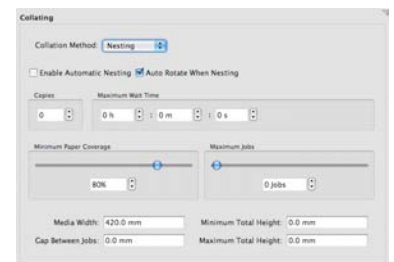 Collating
Collation Method: Nesting
Enable Automatic Nesting Auto Rotate When Nesting
Copies Maximum Wait Time
0 0 h : 0 m : 0 s
Minimum Paper Coverage Maximum Jobs
80% 0 Jobs
Media Width: 420.0 mm Minimum Total Height: 0.0 mm
Gap Between Jobs: 0.0 mm Maximum Total Height: 0.0 mm